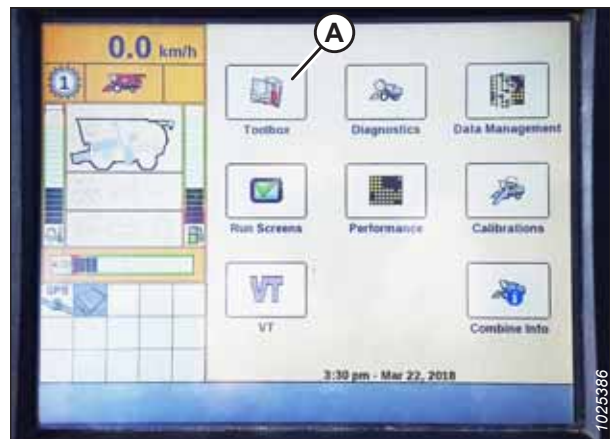 A
0.0 km/h
1
Toolbox
Diagnostics
Data Management
Run Screens
Performance
Calibrations
GPS
VT
VT
Combine Info
3:30 pm - Mar 22, 2018
1025386